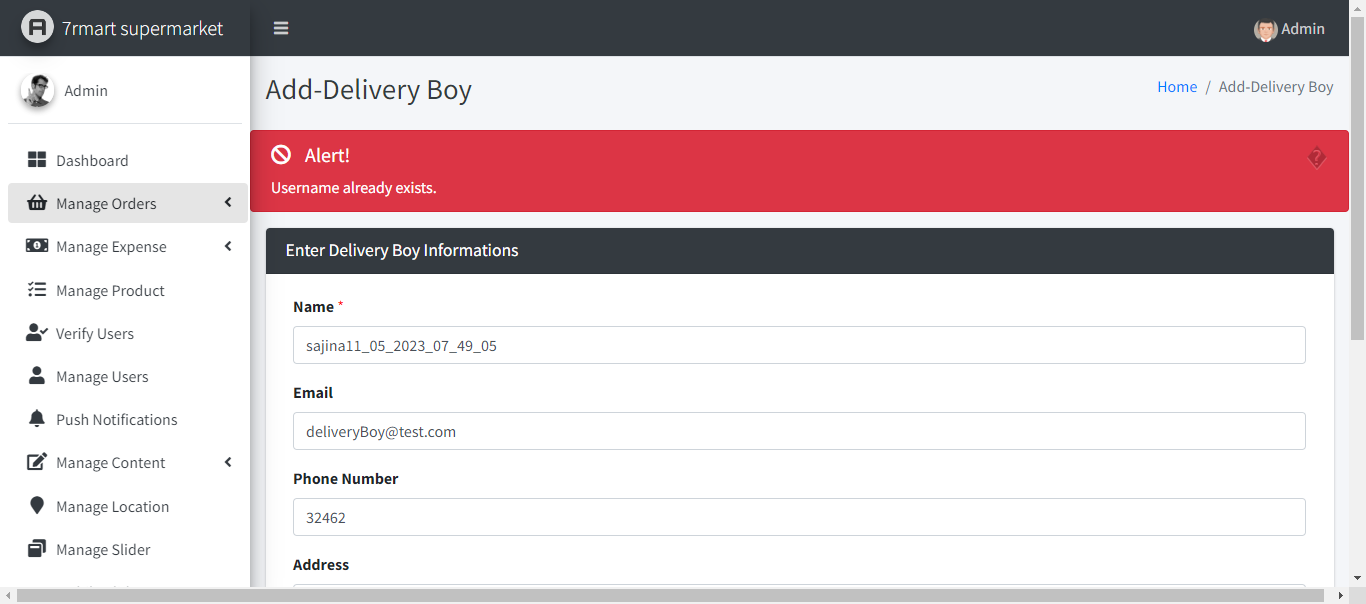 7rmart supermarket
Admin
Admin
Dashboard
Manage Orders
Manage Expense
Manage Product
Verify Users
Manage Users
Push Notifications
Manage Content
Manage Location
Manage Slider
Add-Delivery Boy
Home / Add-Delivery Boy
Alert!
Username already exists.
Enter Delivery Boy Informations
Name *
sajina11_05_2023_07_49_05
Email
deliveryBoy@test.com
Phone Number
32462
Address